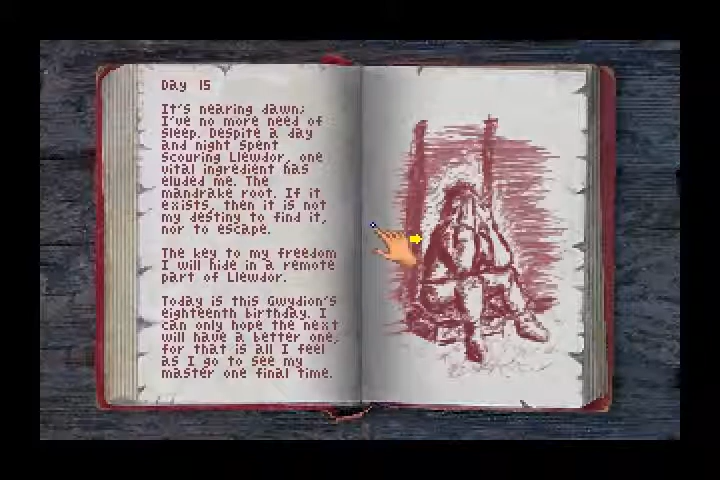 Day 15
It's nearing dawn;
I've no more need of
sleep. Despite a day
and night spent
scouring Llewdor, one
vital ingredient has
eluded me. The
mandrake root. If it
exists, then it is not
my destiny to find it,
nor to escape.
The key to my freedom
I will hide in a remote
part of Llewdor.
Today is this Gwydion's
eighteenth birthday. I
can only hope the next
will have a better one,
for that is all I feel
as I go to see my
master one final time.